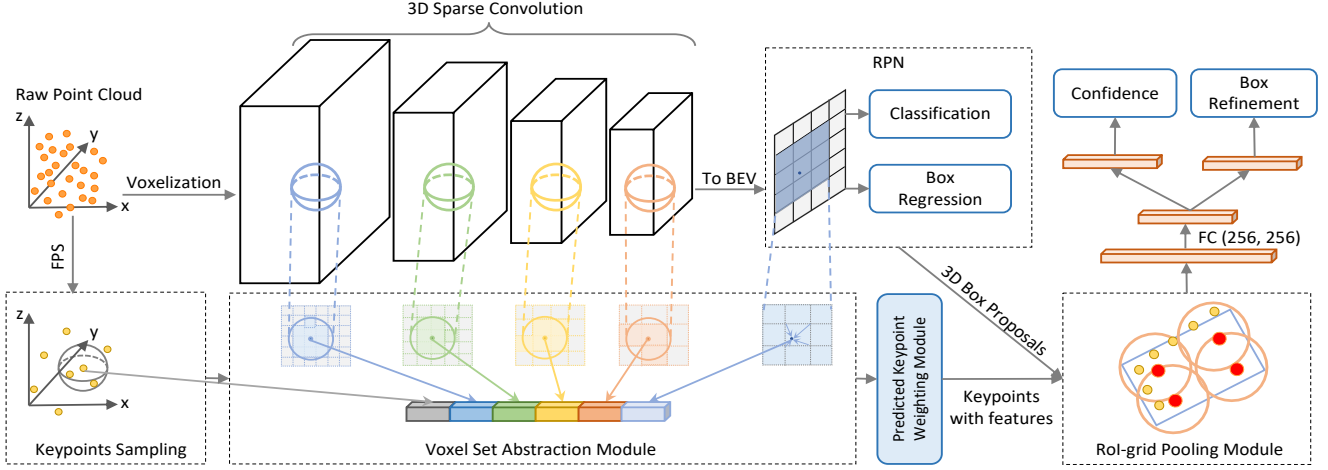 3D Sparse Convolution
Raw Point Cloud
z
y
x
Voxelization
To BEV
RPN
Classification
Box
Regression
Confidence
Box
Refinement
FC (256, 256)
FPS
3D Box Proposals
z
y
x
Keypoints Sampling
Voxel Set Abstraction Module
Predicted Keypoint
Weighting Module
Keypoints
with features
RoI-grid Pooling Module